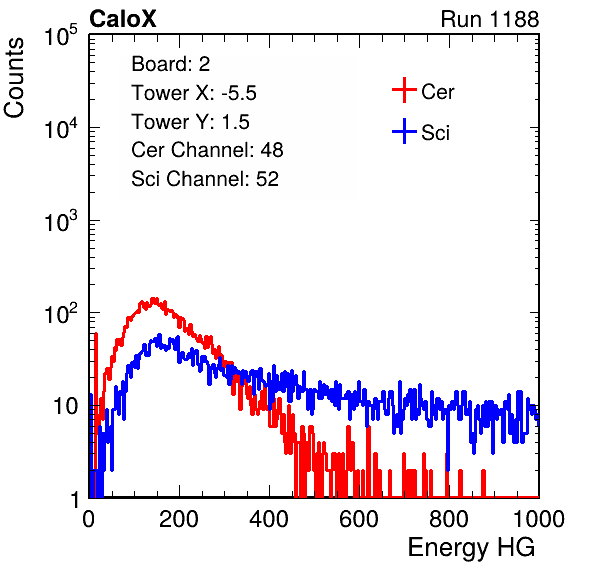 CaloX Run 1188
Counts
10^5
10^4
10^3
10^2
10
1
Board: 2
Tower X: -5.5
Tower Y: 1.5
Cer Channel: 48
Sci Channel: 52
Cer
Sci
0 200 400 600 800 1000
Energy HG